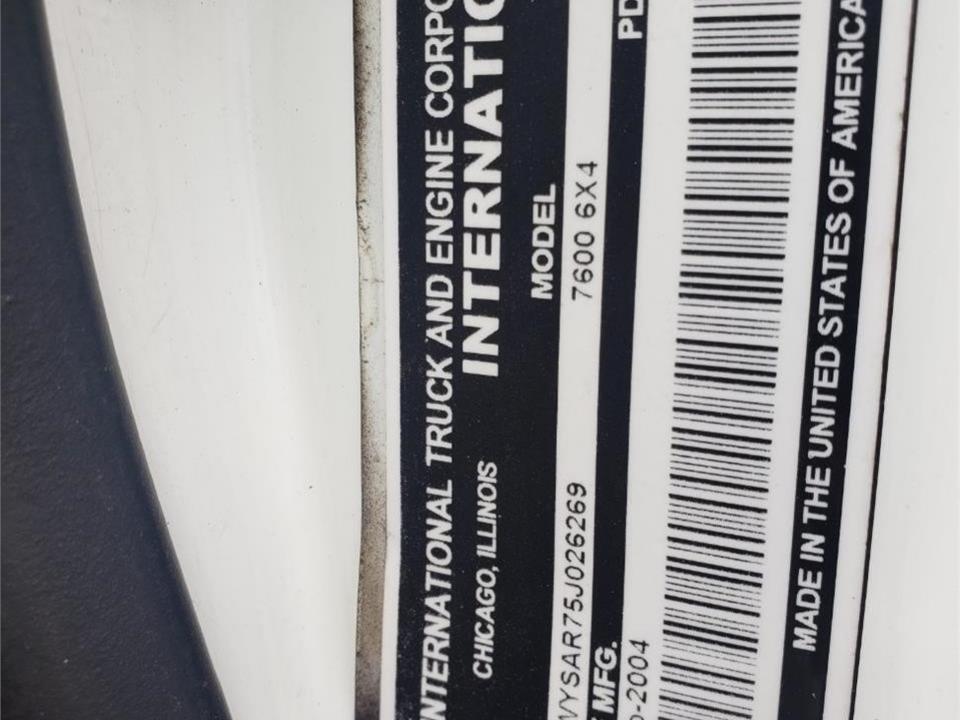 INTERNATIONAL TRUCK AND ENGINE CORPO
CHICAGO, ILLINOIS INTERNATIO
MODEL
WYSAR75J026269 7600 6X4
MFG. PD
-2004
MADE IN THE UNITED STATES OF AMERICA